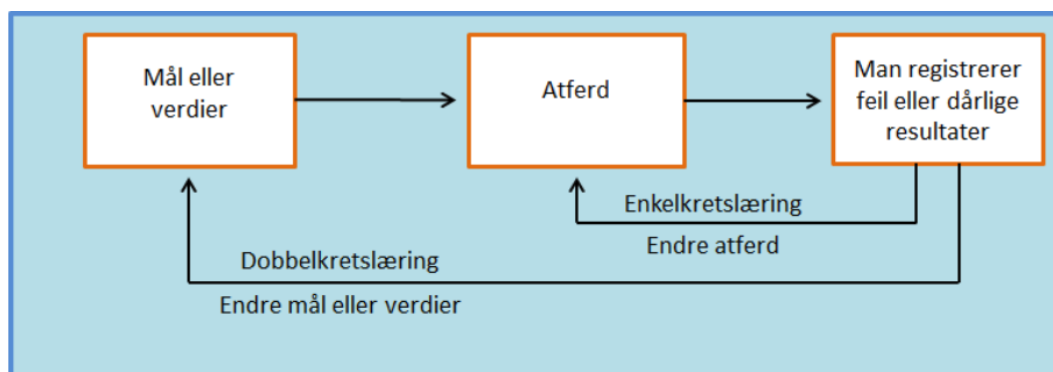 Mål eller
verdier
Atferd
Man registrerer
feil eller dårlige
resultater
Enkelkretslæring
Endre atferd
Dobbelkretslæring
Endre mål eller verdier